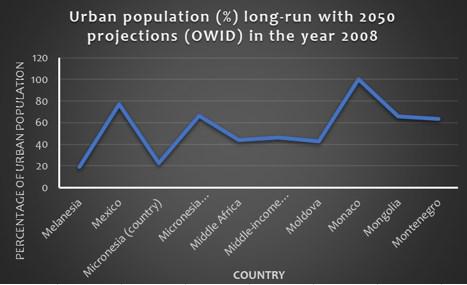 Urban population (%) long-run with 2050
projections (OWID) in the year 2008
PERCENTAGE OF URBAN POPULATION
120
100
80
60
40
20
0
Melanesia
Mexico
Micronesia (country)
Micronesia...
Middle Africa
Middle-income...
Moldova
Monaco
Mongolia
Montenegro
COUNTRY